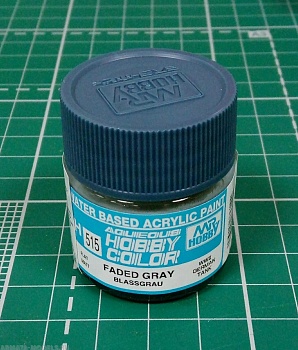 MR.
HOBBY
WATER BASED ACRYLIC PAINT
H 515
AQUEOUS
HOBBY
COLOR
MR.
HOBBY
FADED GRAY
BLASSGRAU
WWII
GERMAN
TANK